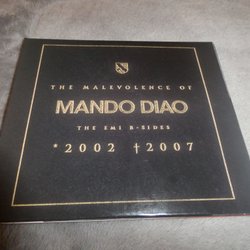 THE MALEVOLENCE OF
MANDO DIAO
THE EMI B-SIDES
* 2002 † 2007